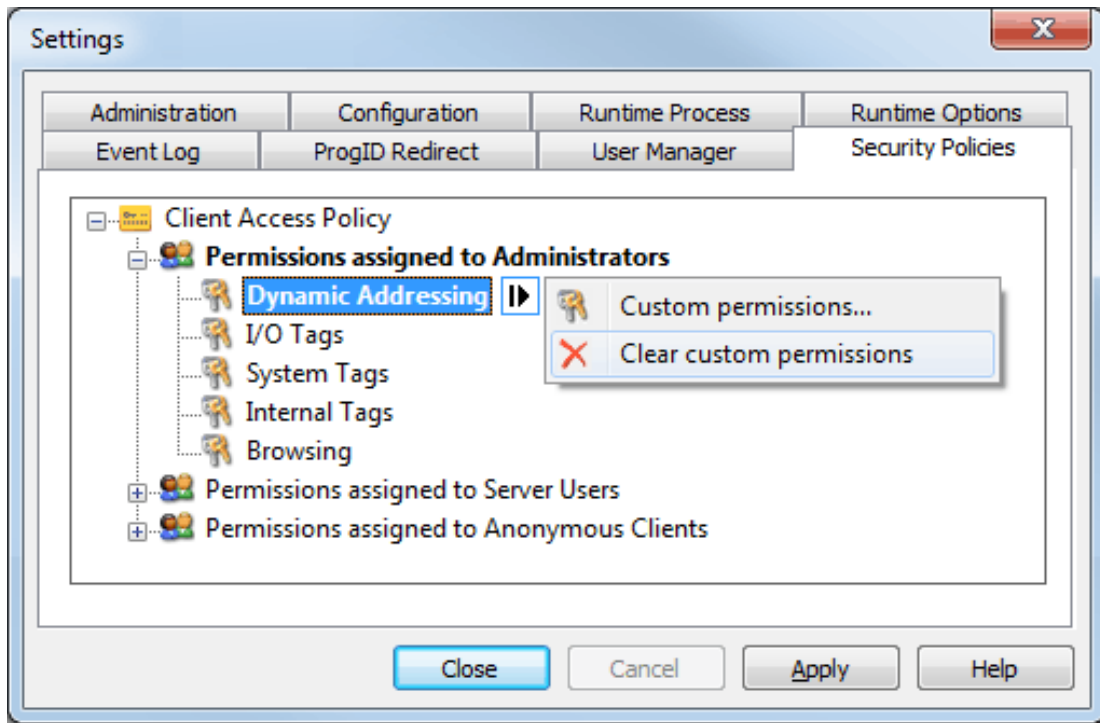 Settings
Administration Configuration Runtime Process Runtime Options
Event Log ProgID Redirect User Manager Security Policies
Client Access Policy
Permissions assigned to Administrators
Dynamic Addressing
Custom permissions...
I/O Tags
Clear custom permissions
System Tags
Internal Tags
Browsing
Permissions assigned to Server Users
Permissions assigned to Anonymous Clients
Close Cancel Apply Help